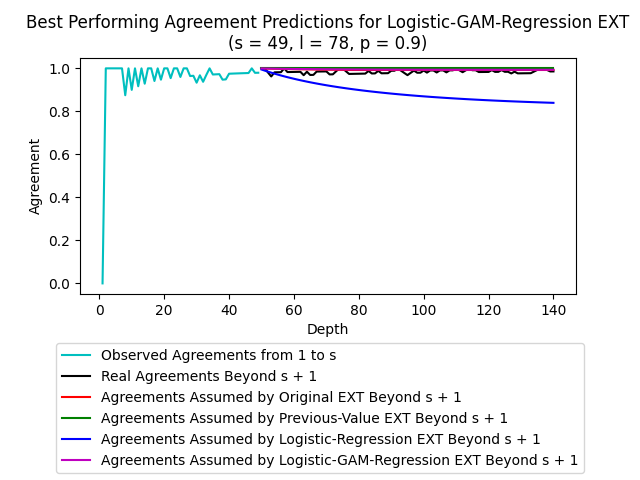 Best Performing Agreement Predictions for Logistic-GAM-Regression EXT
(s = 49, l = 78, p = 0.9)
1.0
0.8
0.6
0.4
0.2
0.0
Agreement
0 20 40 60 80 100 120 140
Depth
Observed Agreements from 1 to s
Real Agreements Beyond s + 1
Agreements Assumed by Original EXT Beyond s + 1
Agreements Assumed by Previous-Value EXT Beyond s + 1
Agreements Assumed by Logistic-Regression EXT Beyond s + 1
Agreements Assumed by Logistic-GAM-Regression EXT Beyond s + 1